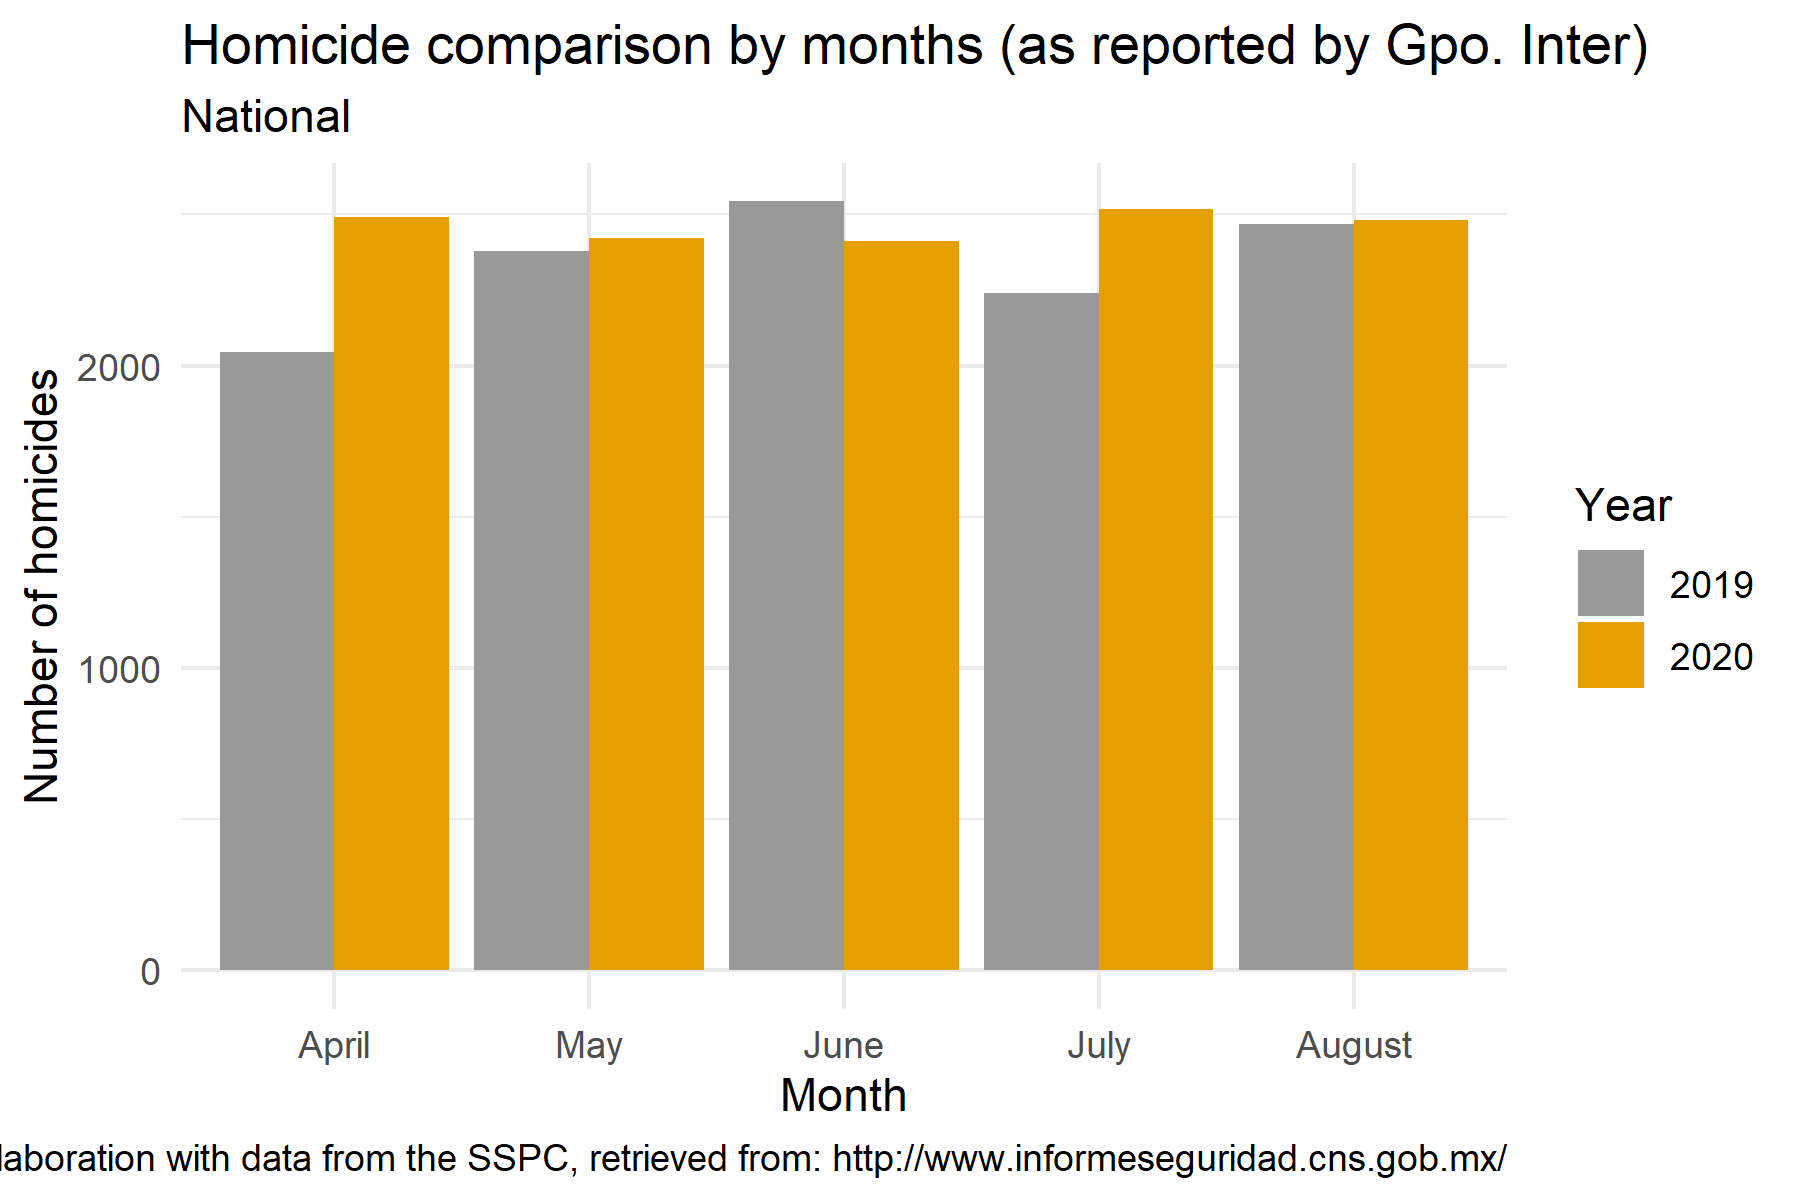 Homicide comparison by months (as reported by Gpo. Inter)
National
Number of homicides
2000
1000
0
April May June July August
Month
Year
2019
2020
laboration with data from the SSPC, retrieved from: http://www.informeseguridad.cns.gob.mx/